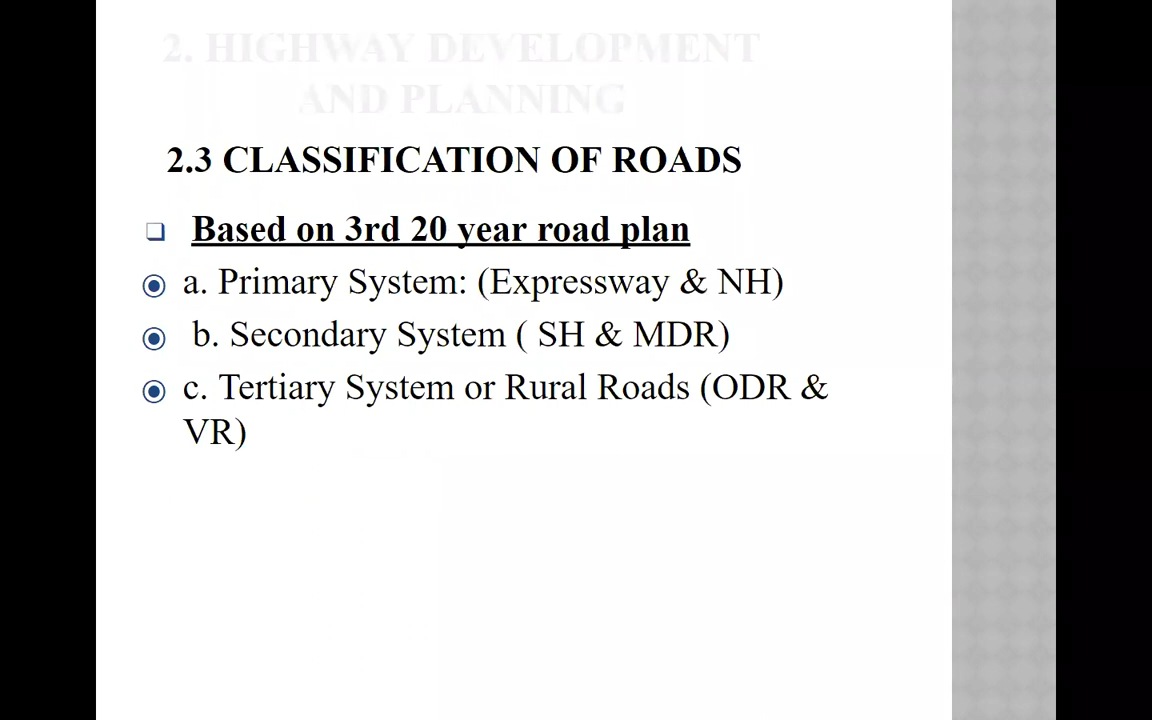 2. HIGHWAY DEVELOPMENT
AND PLANNING
2.3 CLASSIFICATION OF ROADS
Based on 3rd 20 year road plan
a. Primary System: (Expressway & NH)
b. Secondary System ( SH & MDR)
c. Tertiary System or Rural Roads (ODR &
VR)